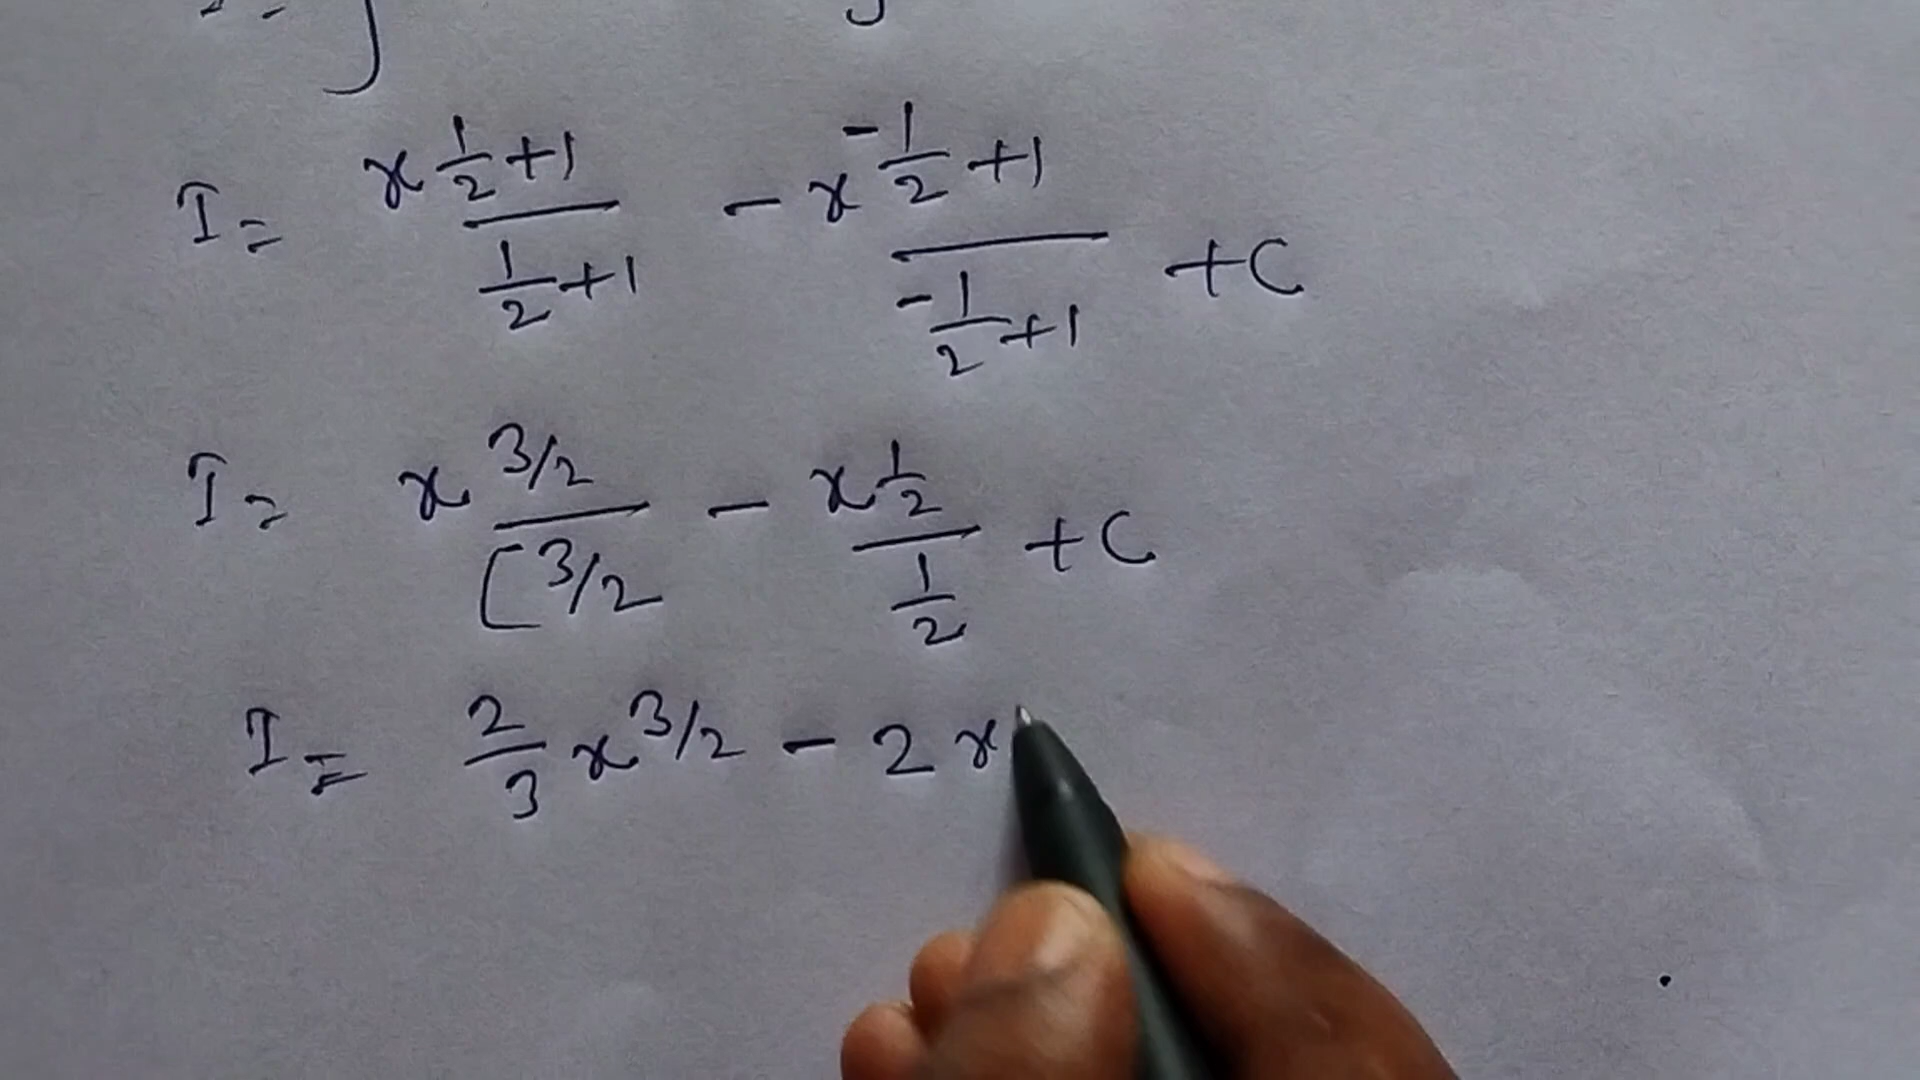 I = x^{1/2+1}/(1/2+1) - x^{-1/2+1}/(-1/2+1) + C
I = x^{3/2}/[3/2 - x^{1/2}/(1/2) + C
I = 2/3 x^{3/2} - 2x